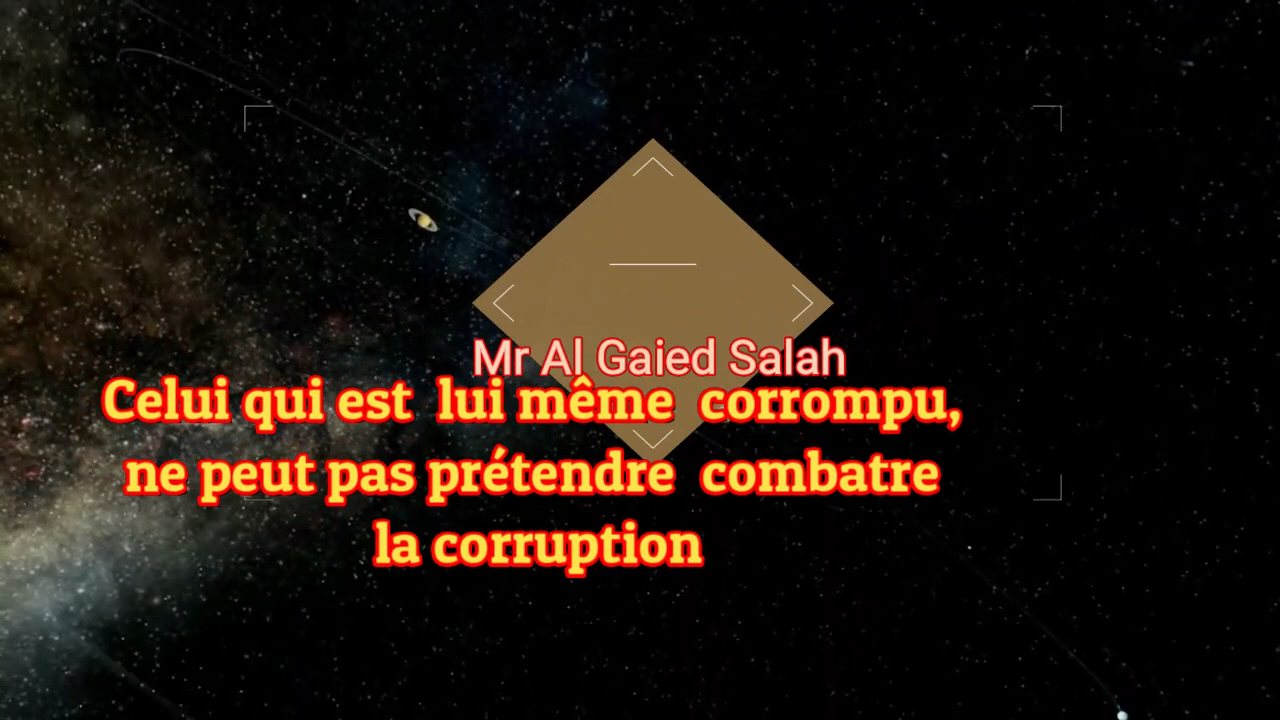 Mr Al Gaied Salah
Celui qui est lui même corrompu,
ne peut pas prétendre combatre
la corruption